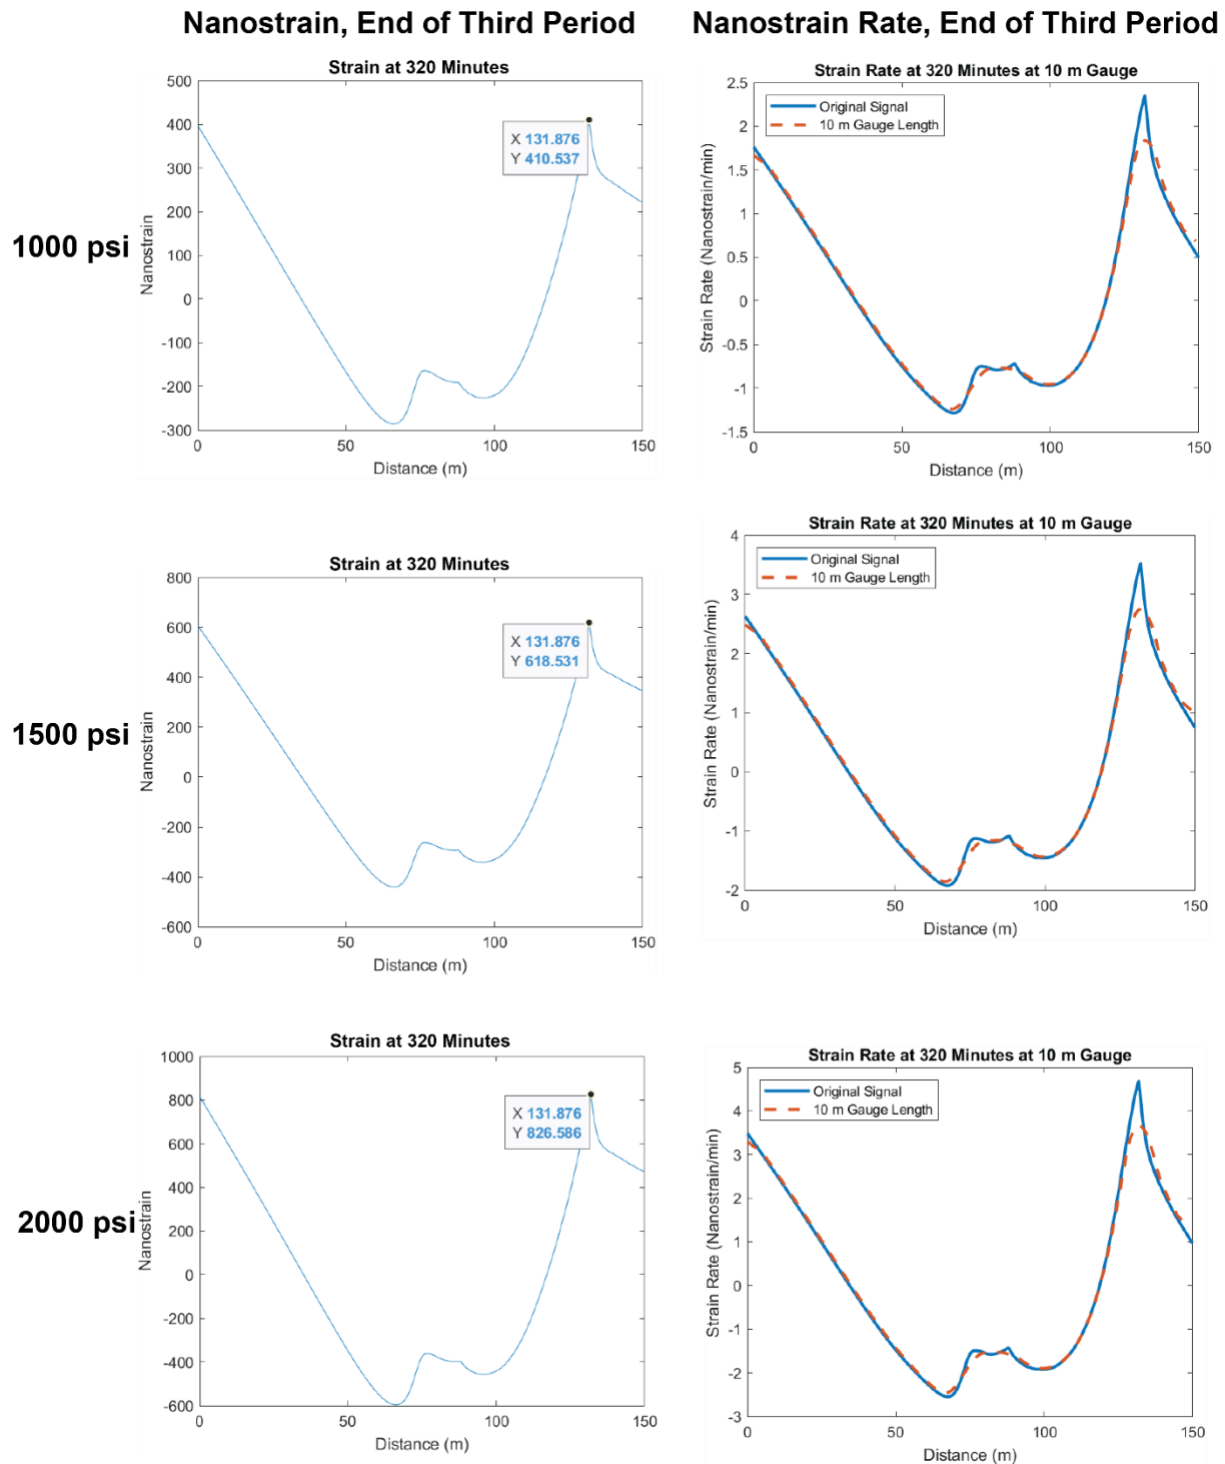 Nanostrain, End of Third Period
Nanostrain Rate, End of Third Period
1000 psi
Strain at 320 Minutes
500
400
300
200
100
0
-100
-200
-300
Nanostrain
X 131.876
Y 410.537
0
50
100
150
Distance (m)
Strain Rate at 320 Minutes at 10 m Gauge
Original Signal
10 m Gauge Length
2.5
2
1.5
1
0.5
0
-0.5
-1
-1.5
Strain Rate (Nanostrain/min)
0
50
100
150
Distance (m)
1500 psi
Strain at 320 Minutes
800
600
400
200
0
-200
-400
-600
Nanostrain
X 131.876
Y 618.531
0
50
100
150
Distance (m)
Strain Rate at 320 Minutes at 10 m Gauge
Original Signal
10 m Gauge Length
4
3
2
1
0
-1
-2
Strain Rate (Nanostrain/min)
0
50
100
150
Distance (m)
2000 psi
Strain at 320 Minutes
1000
800
600
400
200
0
-200
-400
-600
Nanostrain
X 131.876
Y 826.586
0
50
100
150
Distance (m)
Strain Rate at 320 Minutes at 10 m Gauge
Original Signal
10 m Gauge Length
5
4
3
2
1
0
-1
-2
-3
Strain Rate (Nanostrain/min)
0
50
100
150
Distance (m)